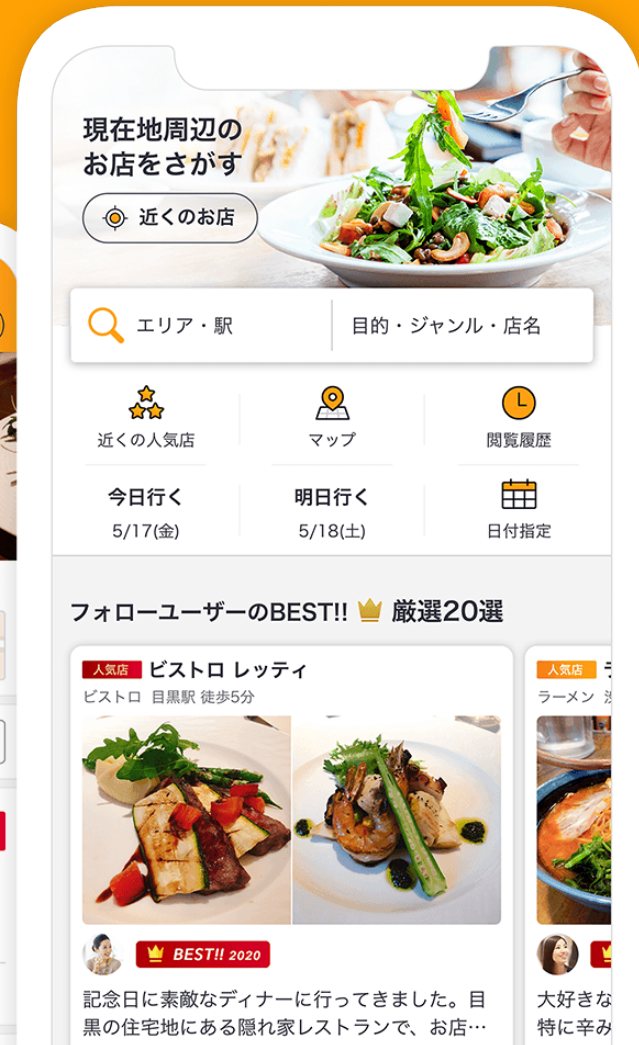 現在地周辺の
お店をさがす
近くのお店
エリア・駅
目的・ジャンル・店名
近くの人気店
マップ
閲覧履歴
今日行く
明日行く
5/17(金)
5/18(土)
日付指定
フォローユーザーのBEST!! 厳選20選
人気店 ビストロ レッティ
ビストロ 目黒駅 徒歩5分
BEST!! 2020
記念日に素敵なディナーに行ってきました。目
黒の住宅地にある隠れ家レストランで、お店…
人気店
ラーメン
大好きな
特に辛み